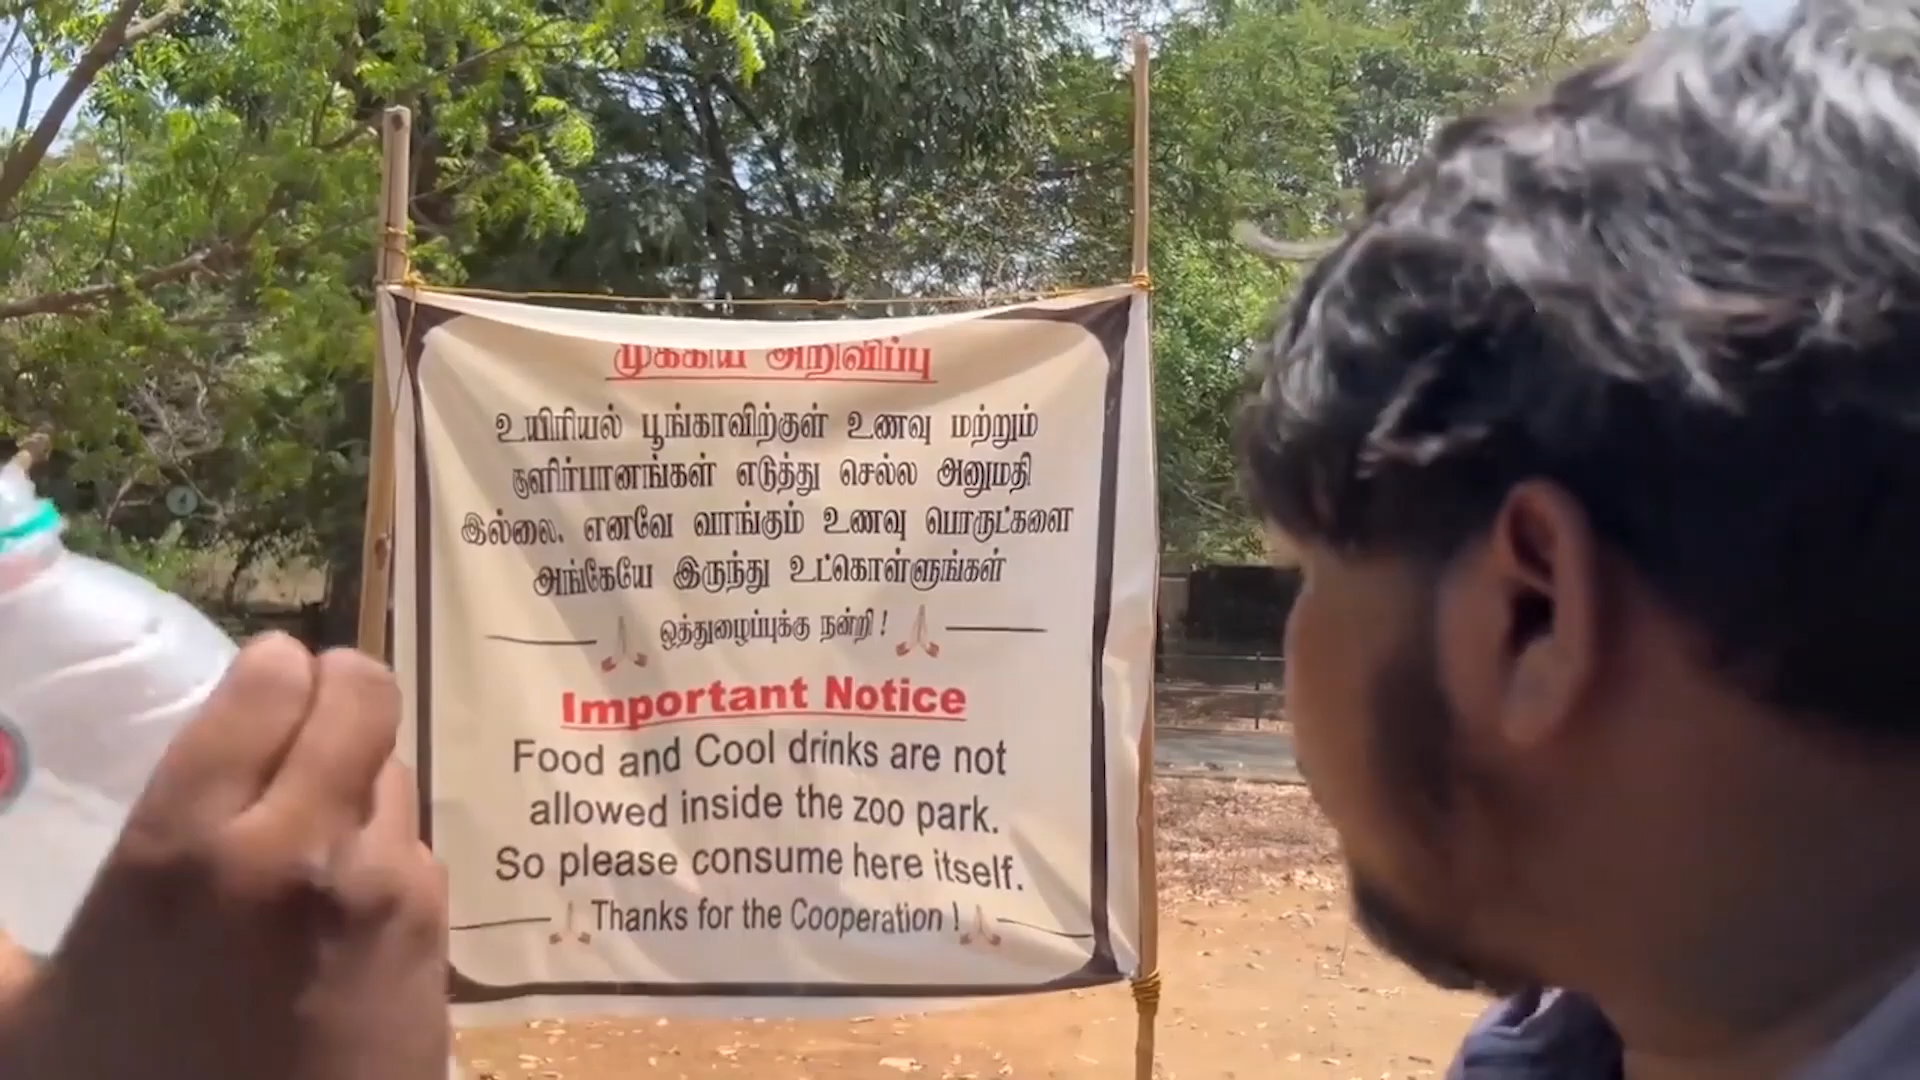 முக்கிய அறிவிப்பு
உயிரியல் பூங்காவிற்குள் உணவு மற்றும்
குளிர்பானங்கள் எடுத்து செல்ல அனுமதி
இல்லை. எனவே வாங்கும் உணவு பொருட்களை
அங்கேயே இருந்து உட்கொள்ளுங்கள்
ஒத்துழைப்புக்கு நன்றி !
Important Notice
Food and Cool drinks are not
allowed inside the zoo park.
So please consume here itself.
Thanks for the Cooperation !